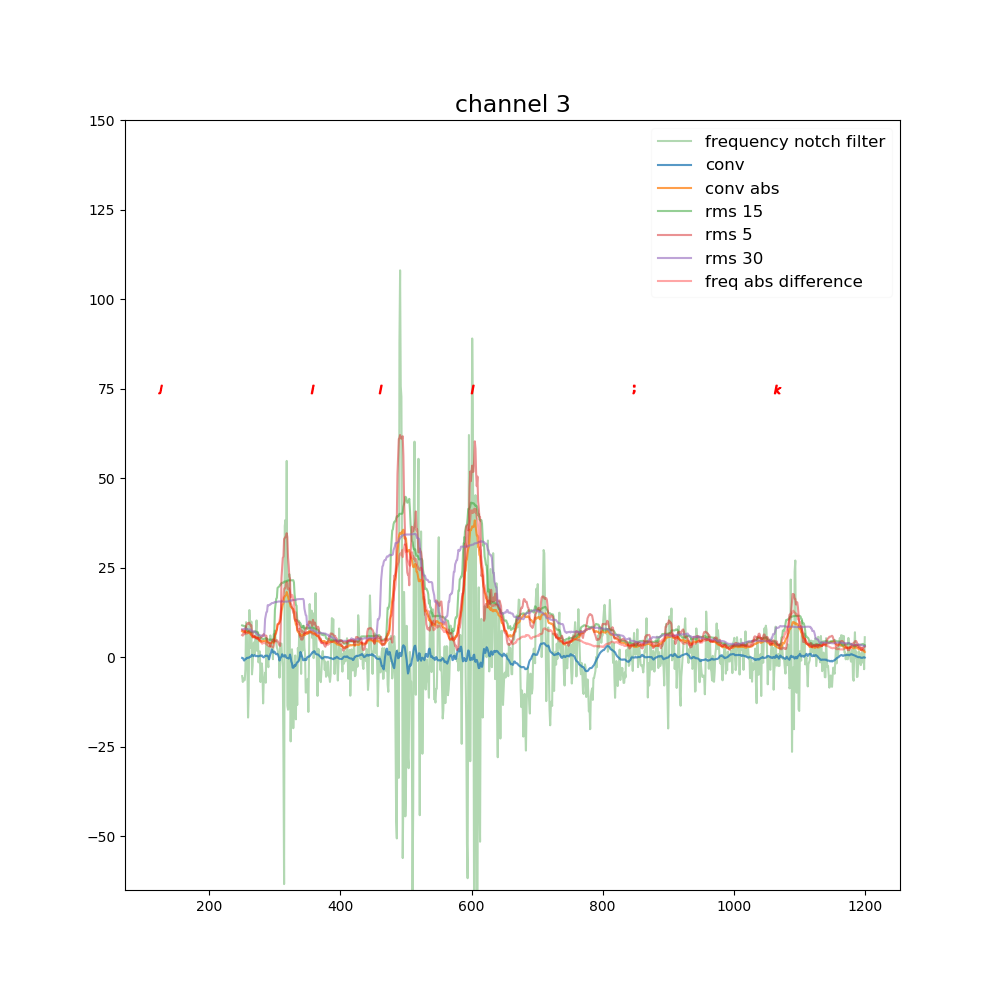 channel 3
150
125
100
75
50
25
0
−25
−50
frequency notch filter
conv
conv abs
rms 15
rms 5
rms 30
freq abs difference
J l l l ; k
200 400 600 800 1000 1200